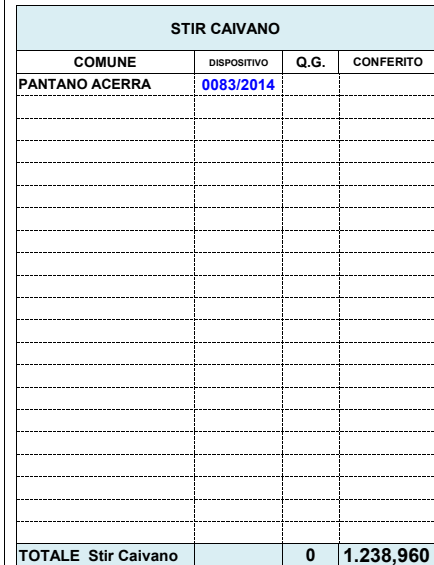 STIR CAIVANO
COMUNE DISPOSITIVO Q.G. CONFERITO
PANTANO ACERRA 0083/2014
TOTALE Stir Caivano 0 1.238,960